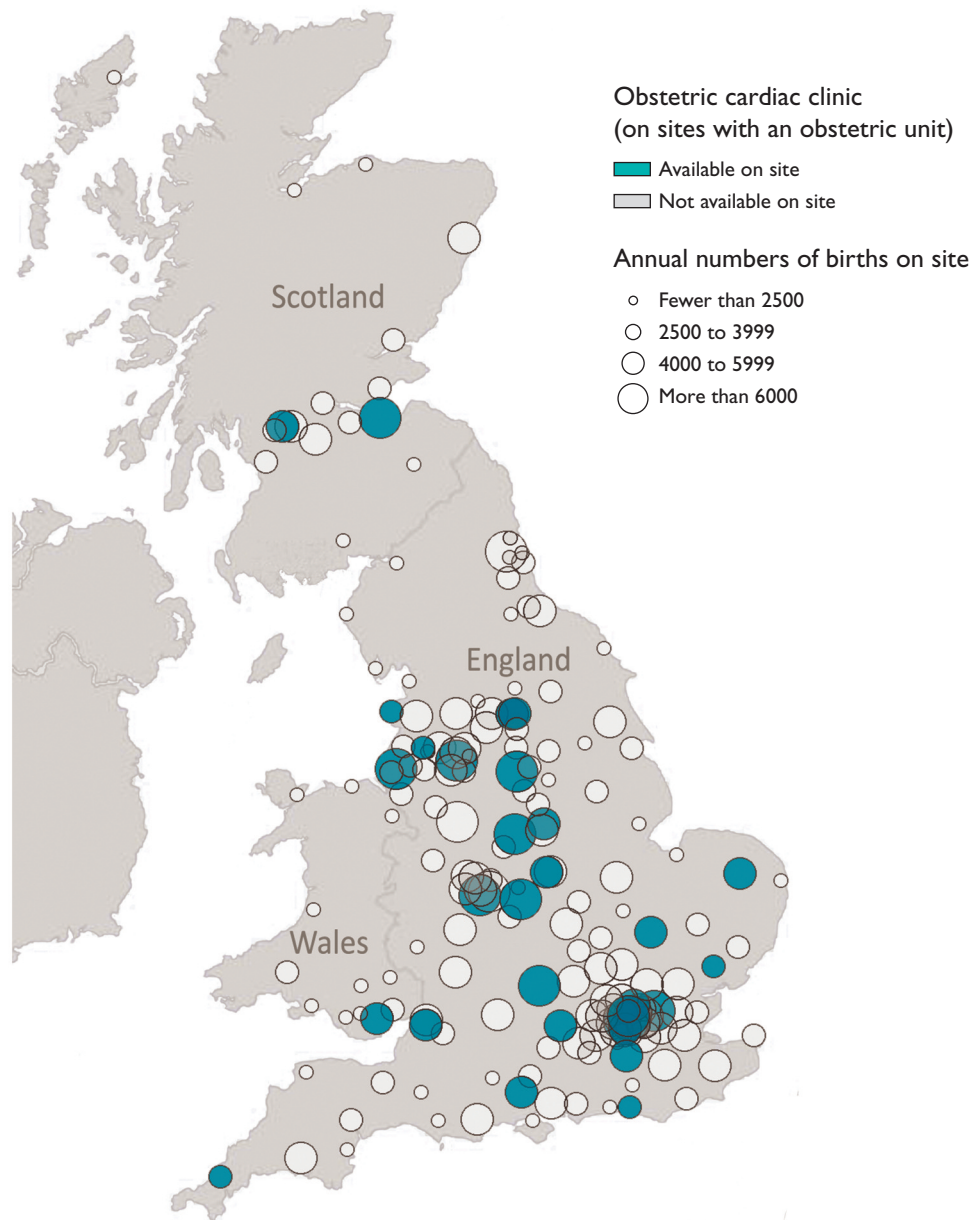 Obstetric cardiac clinic
(on sites with an obstetric unit)
Available on site
Not available on site
Annual numbers of births on site
Fewer than 2500
2500 to 3999
4000 to 5999
More than 6000
Scotland
England
Wales